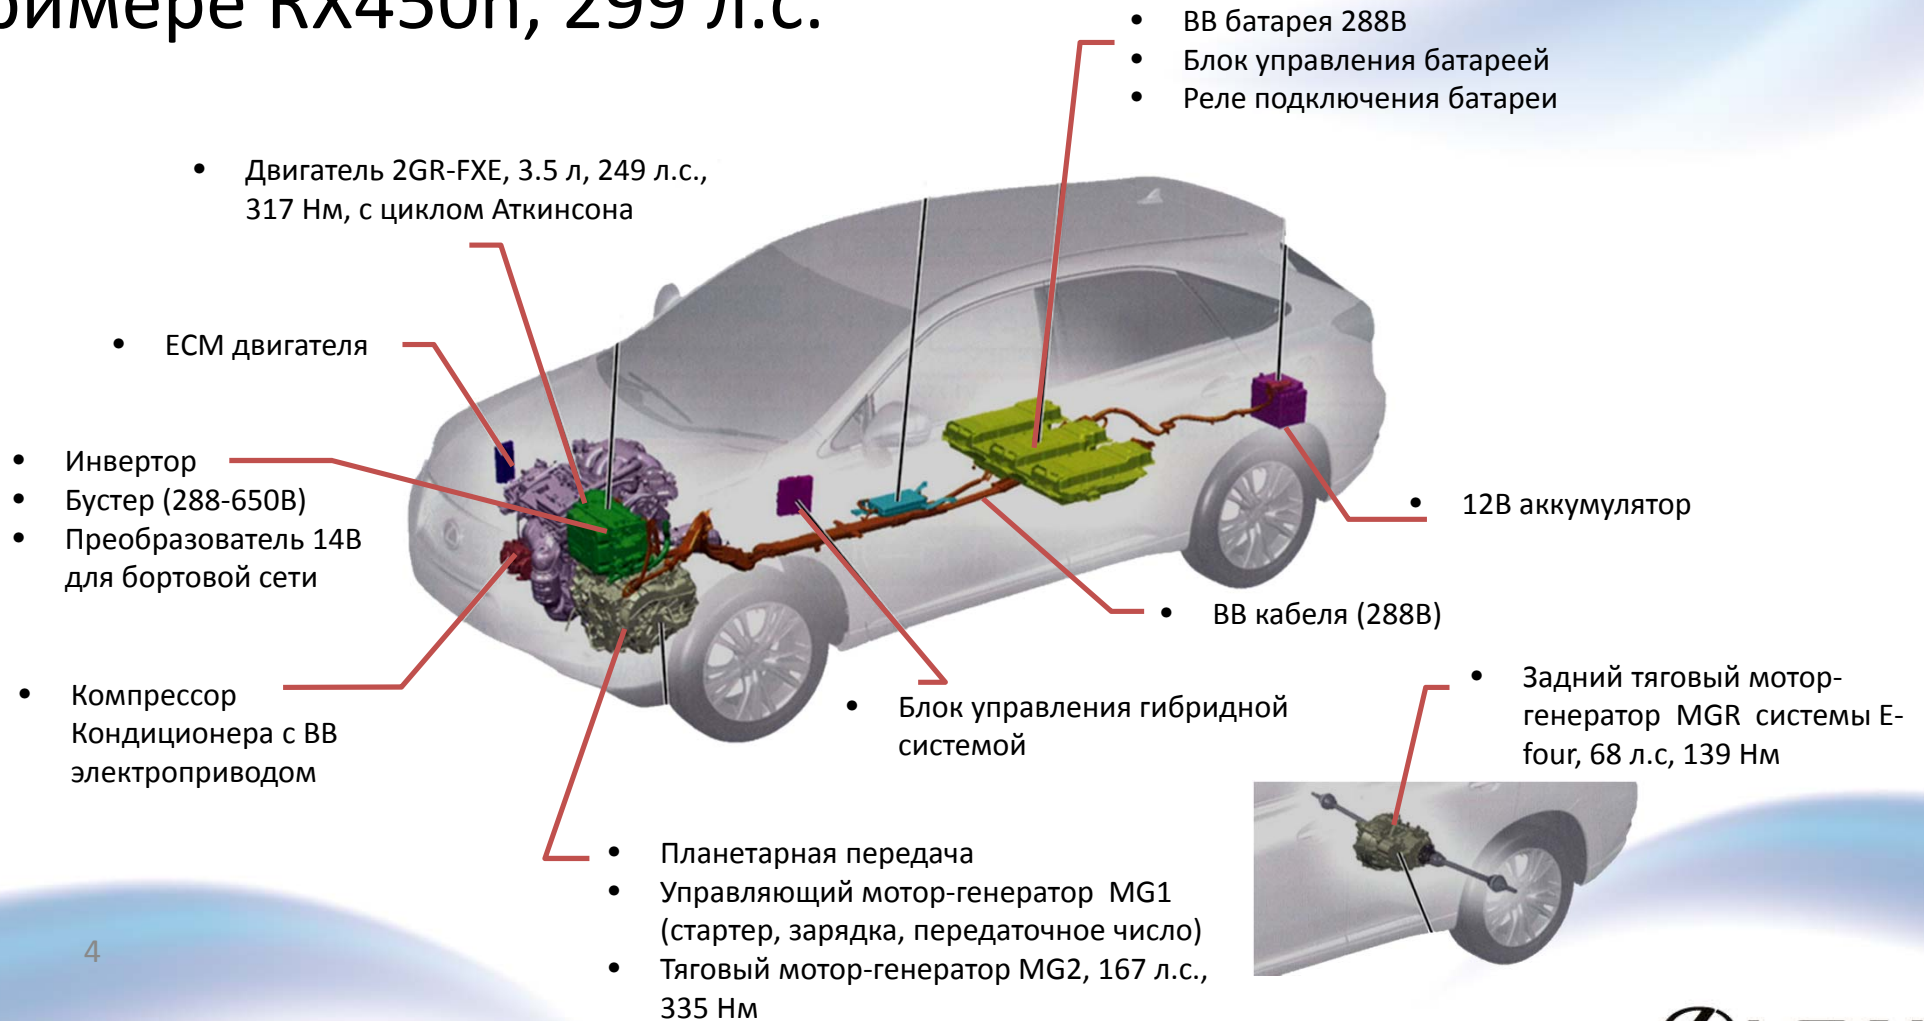 RX450h, 299 л.с.
• ВВ батарея 288В
• Блок управления батареей
• Реле подключения батареи
• Двигатель 2GR-FXE, 3.5 л, 249 л.с.,
317 Нм, с циклом Аткинсона
• ECM двигателя
• Инвертор
• Бустер (288-650В)
• Преобразователь 14В
для бортовой сети
• 12В аккумулятор
• ВВ кабеля (288В)
• Компрессор
Кондиционера с ВВ
электроприводом
• Блок управления гибридной
системой
• Задний тяговый мотор-
генератор MGR системы E-
four, 68 л.с, 139 Нм
• Планетарная передача
• Управляющий мотор-генератор MG1
(стартер, зарядка, передаточное число)
• Тяговый мотор-генератор MG2, 167 л.с.,
335 Нм
4